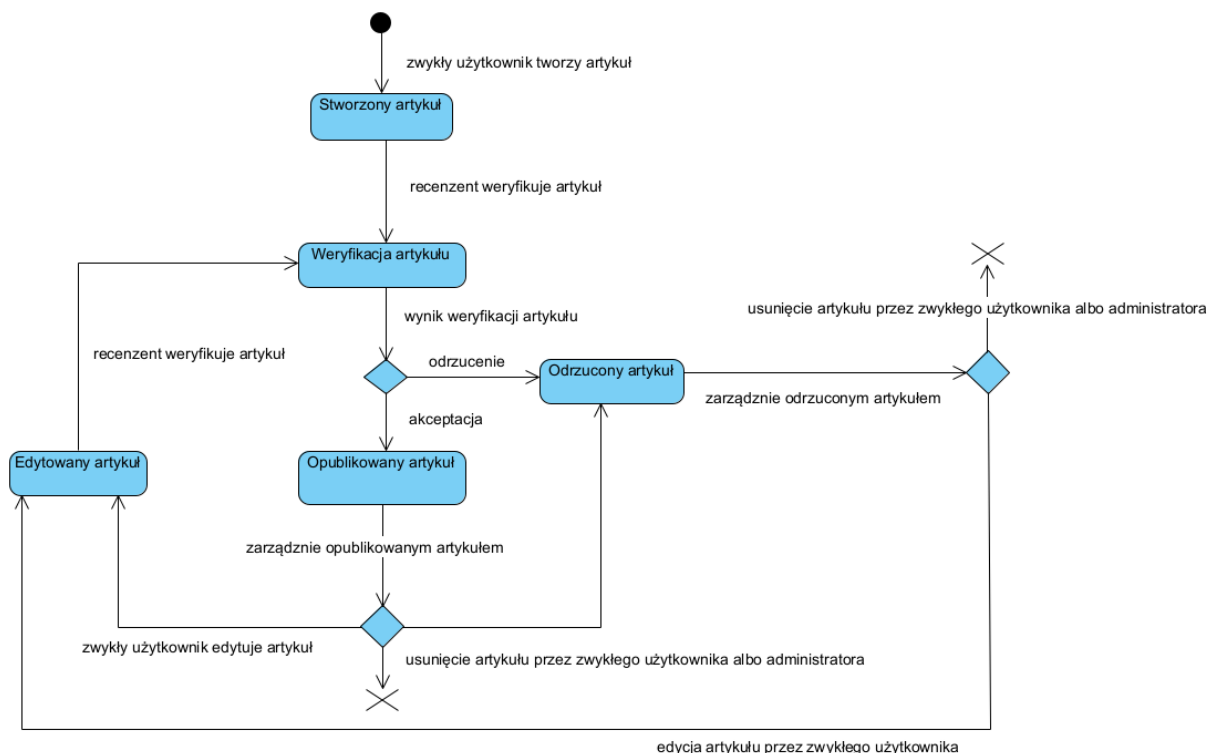 zwykły użytkownik tworzy artykuł
Stworzony artykuł
recenzent weryfikuje artykuł
Weryfikacja artykułu
usunięcie artykułu przez zwykłego użytkownika albo administratora
wynik weryfikacji artykułu
recenzent weryfikuje artykuł
odrzucenie
Odrzucony artykuł
zarządznie odrzuconym artykułem
akceptacja
Edytowany artykuł
Opublikowany artykuł
zarządznie opublikowanym artykułem
zwykły użytkownik edytuje artykuł
usunięcie artykułu przez zwykłego użytkownika albo administratora
edycja artykułu przez zwykłego użytkownika